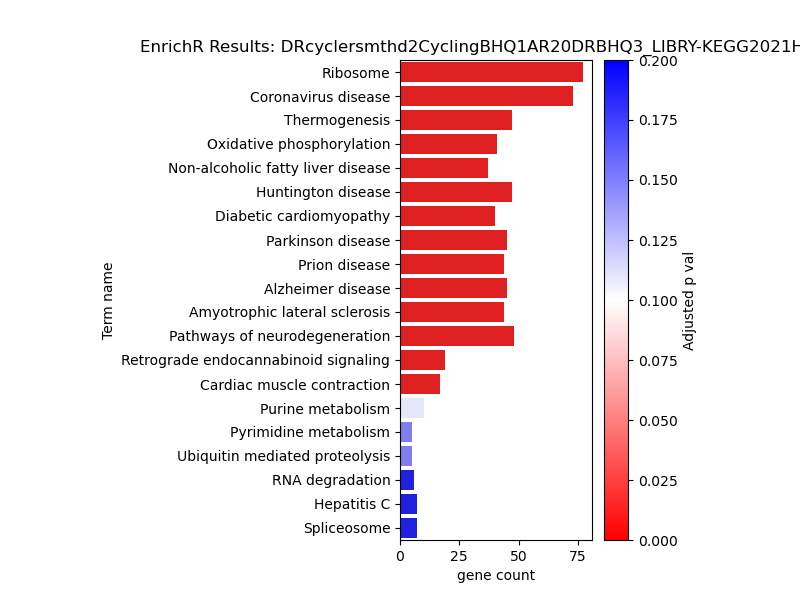 EnrichR Results: DRcyclersmthd2CyclingBHQ1AR20DRBHQ3_LIBRY-KEGG2021H
Term name
Ribosome
Coronavirus disease
Thermogenesis
Oxidative phosphorylation
Non-alcoholic fatty liver disease
Huntington disease
Diabetic cardiomyopathy
Parkinson disease
Prion disease
Alzheimer disease
Amyotrophic lateral sclerosis
Pathways of neurodegeneration
Retrograde endocannabinoid signaling
Cardiac muscle contraction
Purine metabolism
Pyrimidine metabolism
Ubiquitin mediated proteolysis
RNA degradation
Hepatitis C
Spliceosome
0 25 50 75
gene count
0.200
0.175
0.150
0.125
0.100
0.075
0.050
0.025
0.000
Adjusted p val